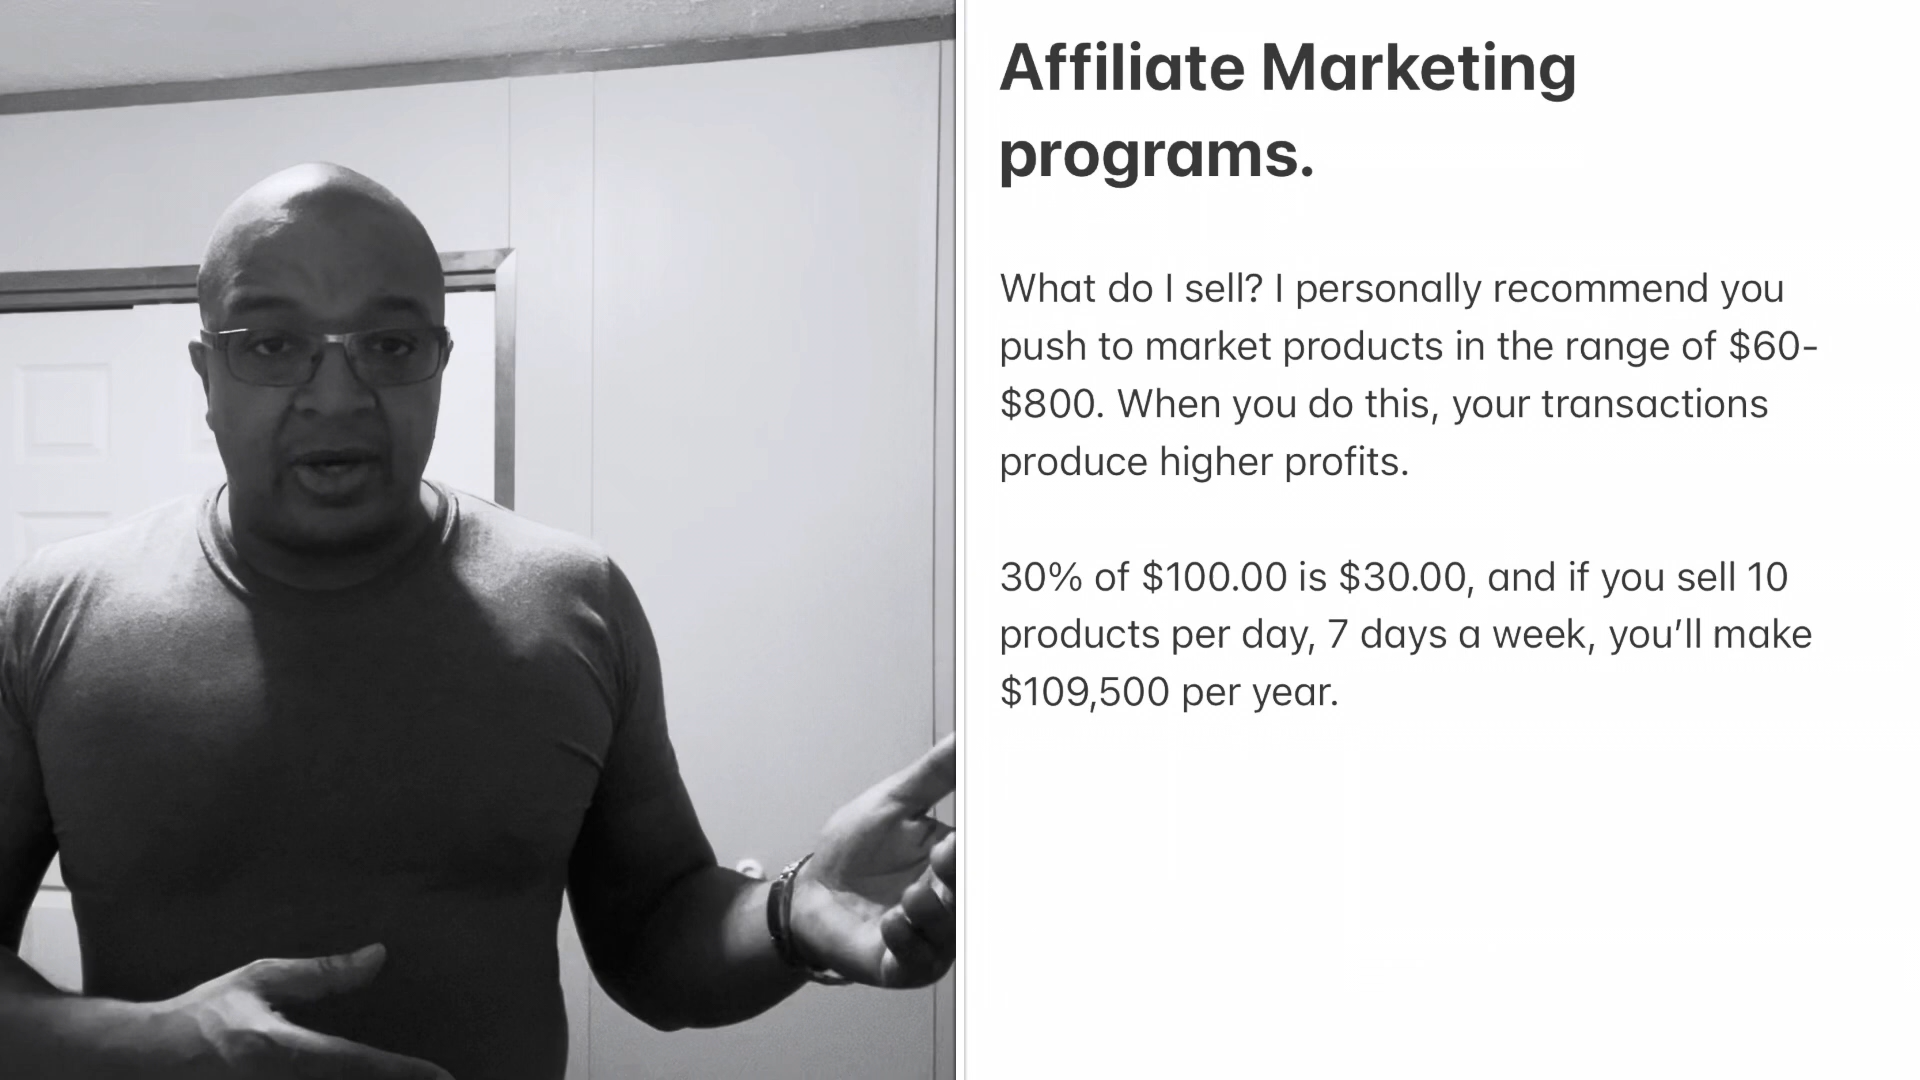 Affiliate Marketing
programs.
What do I sell? I personally recommend you
push to market products in the range of $60-
$800. When you do this, your transactions
produce higher profits.
30% of $100.00 is $30.00, and if you sell 10
products per day, 7 days a week, you’ll make
$109,500 per year.